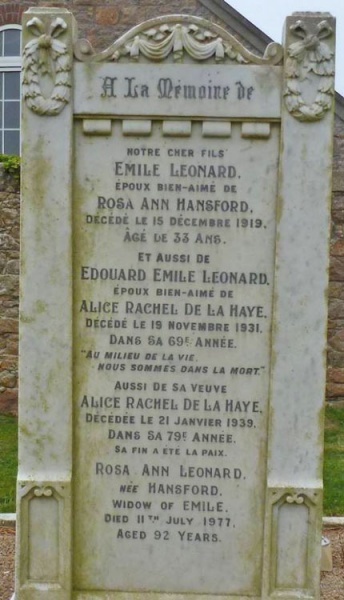 A La Mémoire de
NOTRE CHER FILS
EMILE LEONARD,
ÉPOUX BIEN-AIMÉ DE
ROSA ANN HANSFORD,
DÉCÉDÉ LE 15 DÉCEMBRE 1919,
ÂGÉ DE 33 ANS.
ET AUSSI DE
EDOUARD EMILE LEONARD,
ÉPOUX BIEN-AIMÉ DE
ALICE RACHEL DE LA HAYE,
DÉCÉDÉ LE 19 NOVEMBRE 1931.
DANS SA 69E ANNÉE.
"AU MILIEU DE LA VIE,
NOUS SOMMES DANS LA MORT."
AUSSI DE SA VEUVE
ALICE RACHEL DE LA HAYE,
DÉCÉDÉE LE 21 JANVIER 1939,
DANS SA 79E ANNÉE.
SA FIN A ÉTÉ LA PAIX.
ROSA ANN LEONARD,
NÉE HANSFORD.
WIDOW OF EMILE.
DIED 11TH JULY 1977,
AGED 92 YEARS.